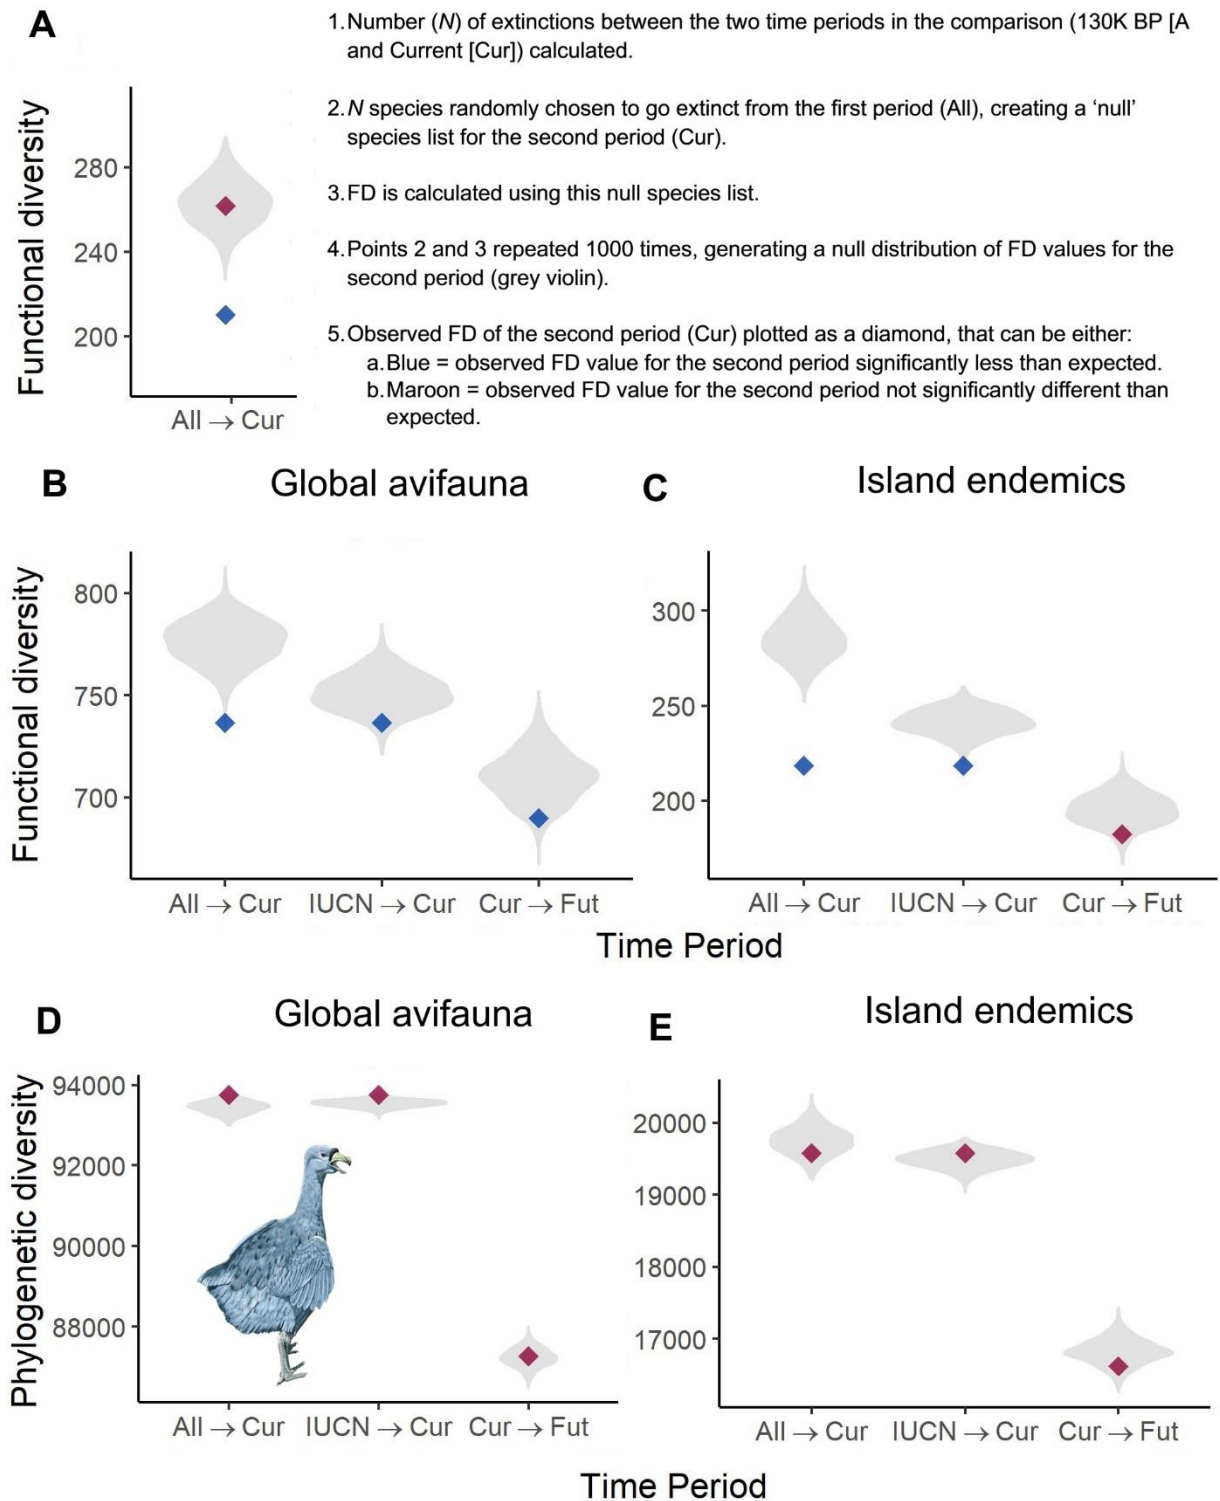 A
1. Number (N) of extinctions between the two time periods in the comparison (130K BP [A
and Current [Cur]) calculated.
2. N species randomly chosen to go extinct from the first period (All), creating a ‘null’
species list for the second period (Cur).
3. FD is calculated using this null species list.
4. Points 2 and 3 repeated 1000 times, generating a null distribution of FD values for the
second period (grey violin).
5. Observed FD of the second period (Cur) plotted as a diamond, that can be either:
a. Blue = observed FD value for the second period significantly less than expected.
b. Maroon = observed FD value for the second period not significantly different than
expected.
Functional diversity
280
240
200
All → Cur
B
Global avifauna
Functional diversity
800
750
700
All → Cur
IUCN → Cur
Cur → Fut
C
Island endemics
300
250
200
All → Cur
IUCN → Cur
Cur → Fut
Time Period
D
Global avifauna
Phylogenetic diversity
94000
92000
90000
88000
All → Cur
IUCN → Cur
Cur → Fut
E
Island endemics
20000
19000
18000
17000
All → Cur
IUCN → Cur
Cur → Fut
Time Period